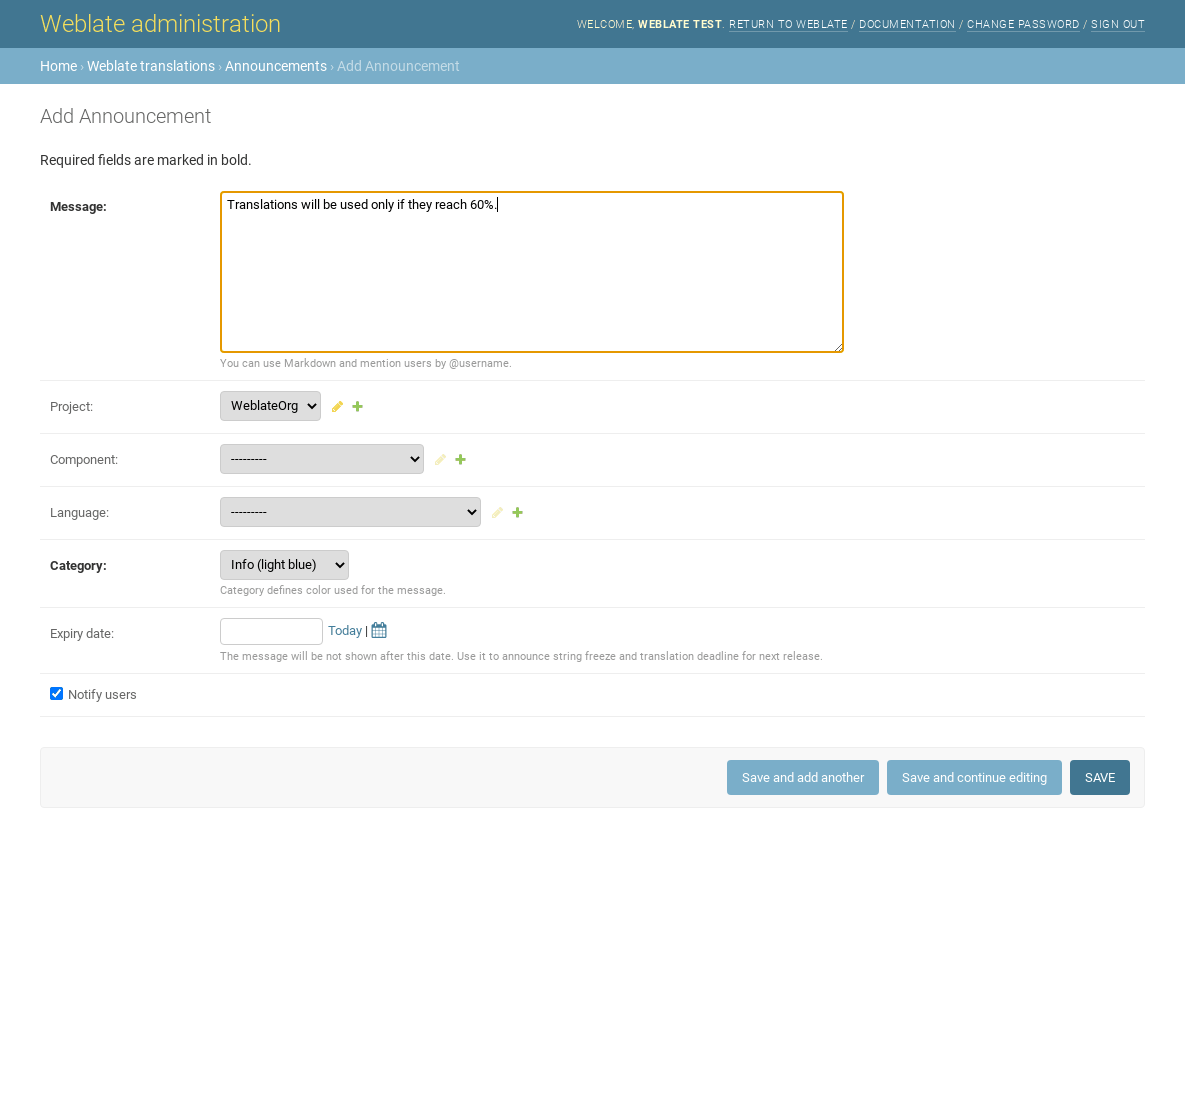 Weblate administration
WELCOME, WEBLATE TEST. RETURN TO WEBLATE / DOCUMENTATION / CHANGE PASSWORD / SIGN OUT
Home › Weblate translations › Announcements › Add Announcement
Add Announcement
Required fields are marked in bold.
Message:
Translations will be used only if they reach 60%.
You can use Markdown and mention users by @username.
Project:
WeblateOrg
Component:
---------
Language:
---------
Category:
Info (light blue)
Category defines color used for the message.
Expiry date:
Today |
The message will be not shown after this date. Use it to announce string freeze and translation deadline for next release.
Notify users
Save and add another
Save and continue editing
SAVE